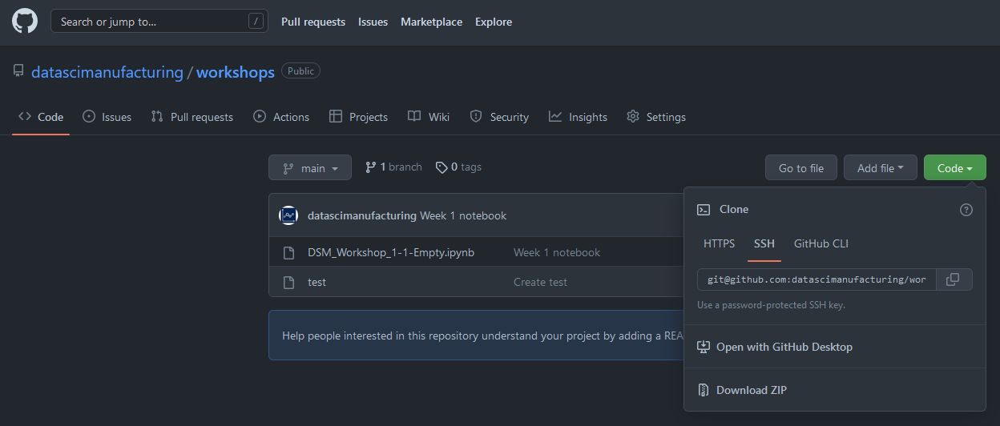 Search or jump to... /
Pull requests Issues Marketplace Explore
datascimanufacturing / workshops Public
Code Issues Pull requests Actions Projects Wiki Security Insights Settings
main 1 branch 0 tags Go to file Add file Code
datascimanufacturing Week 1 notebook
DSM_Workshop_1-1-Empty.ipynb Week 1 notebook
test Create test
Help people interested in this repository understand your project by adding a REA
Clone
HTTPS SSH GitHub CLI
git@github.com:datascimanufacturing/wor
Use a password-protected SSH key.
Open with GitHub Desktop
Download ZIP